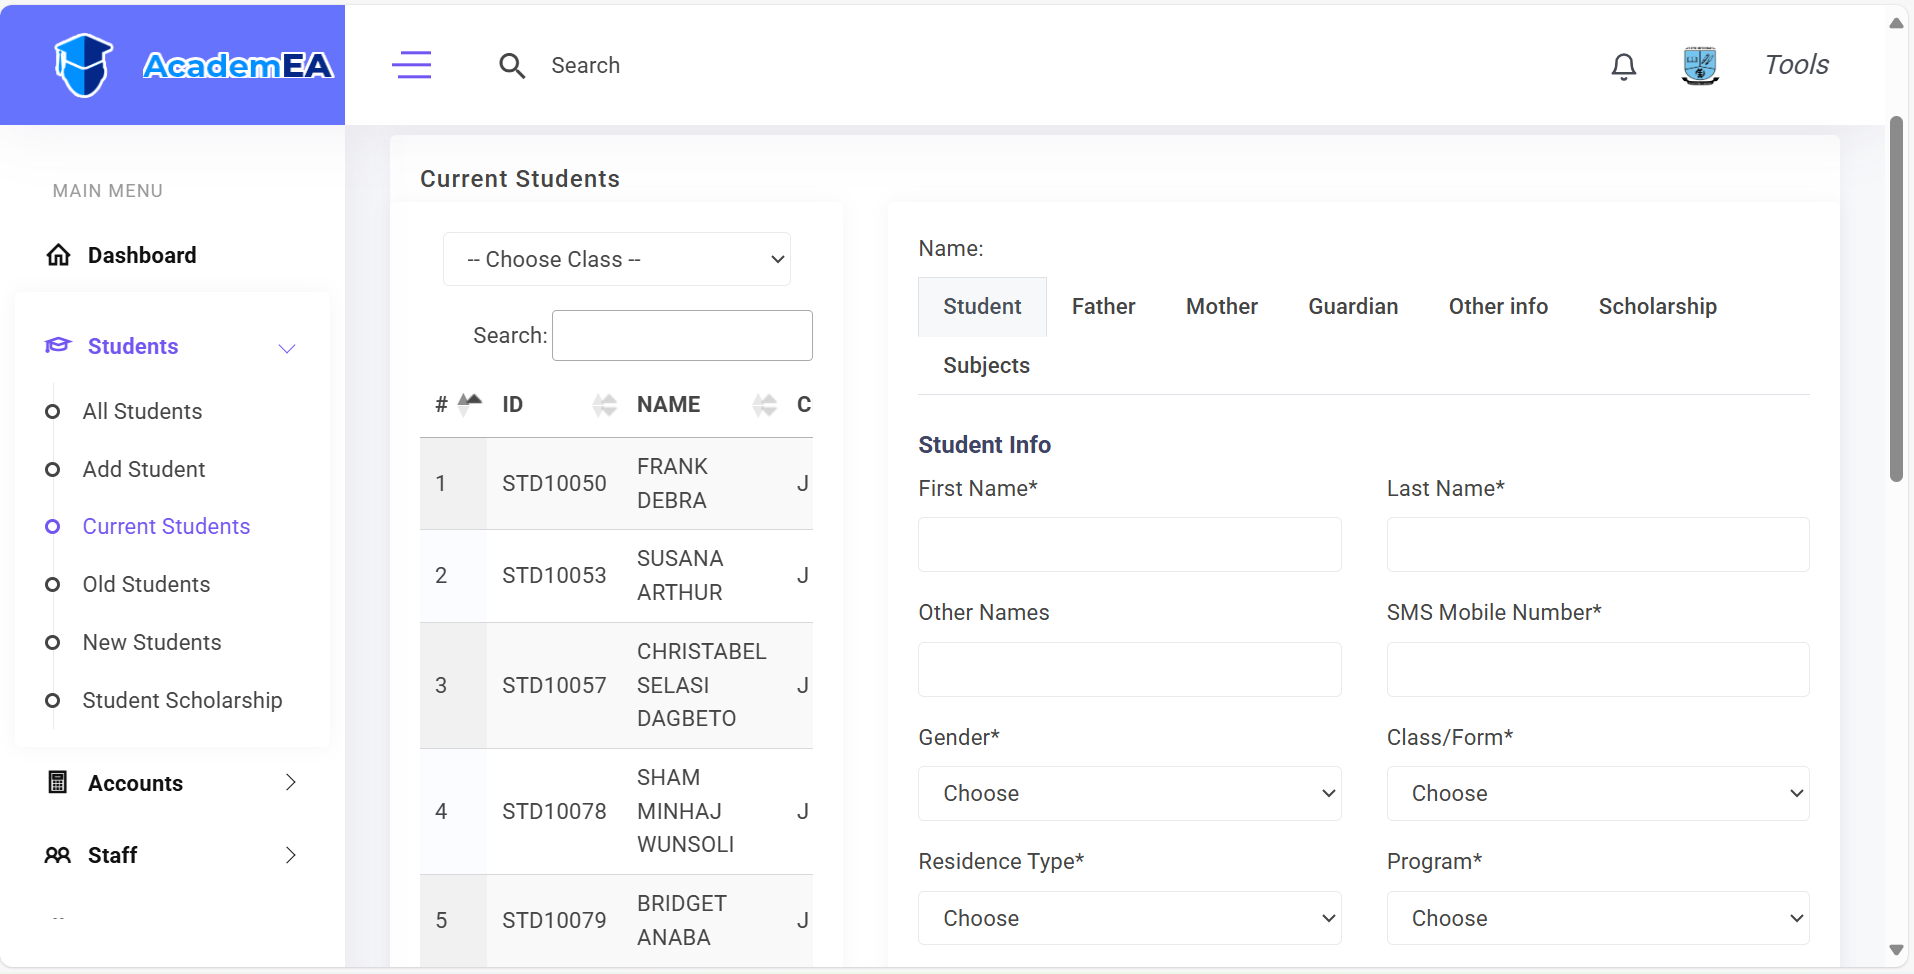 AcademEA
Search
Tools
MAIN MENU
Dashboard
Students
All Students
Add Student
Current Students
Old Students
New Students
Student Scholarship
Accounts
Staff
Current Students
-- Choose Class --
Search:
# ID NAME C
1 STD10050 FRANK DEBRA J
2 STD10053 SUSANA ARTHUR J
3 STD10057 CHRISTABEL SELASI DAGBETO J
4 STD10078 SHAM MINHAJ WUNSOLI J
5 STD10079 BRIDGET ANABA J
Name:
Student Father Mother Guardian Other info Scholarship
Subjects
Student Info
First Name* Last Name*
Other Names SMS Mobile Number*
Gender* Class/Form*
Choose Choose
Residence Type* Program*
Choose Choose